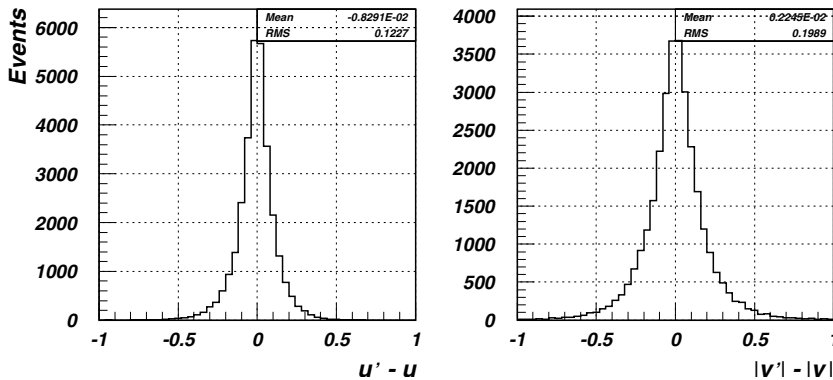 Events
Mean -0.8291E-02
RMS 0.1227
6000
5000
4000
3000
2000
1000
0
-1 -0.5 0 0.5 1
u' - u
Mean 0.2245E-02
RMS 0.1989
4000
3500
3000
2500
2000
1500
1000
500
0
-1 -0.5 0 0.5 1
|v'| - |v|